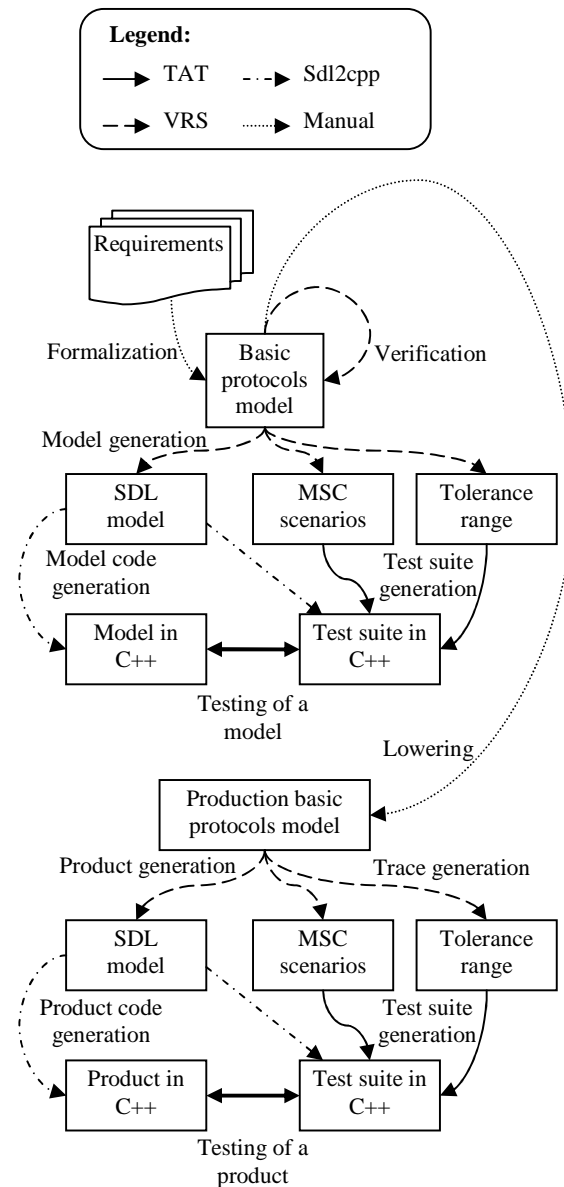 Legend:
TAT
Sdl2cpp
VRS
Manual
Requirements
Formalization
Basic
protocols
model
Verification
Model generation
SDL
model
MSC
scenarios
Tolerance
range
Model code
generation
Test suite
generation
Model in
C++
Test suite in
C++
Testing of a
model
Lowering
Production basic
protocols model
Product generation
Trace generation
SDL
model
MSC
scenarios
Tolerance
range
Product code
generation
Test suite
generation
Product in
C++
Test suite in
C++
Testing of a
product